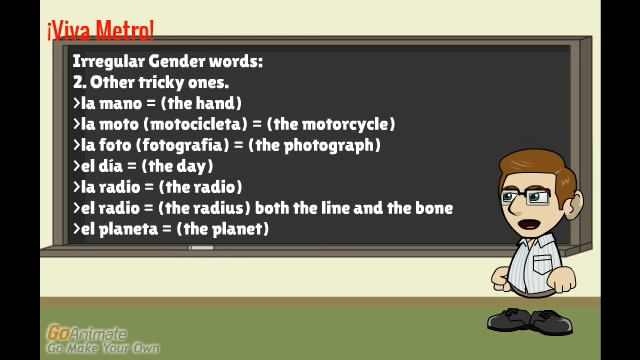 ¡Viva Metro!
Irregular Gender words:
2. Other tricky ones.
>la mano = (the hand)
>la moto (motocicleta) = (the motorcycle)
>la foto (fotografía) = (the photograph)
>el día = (the day)
>la radio = (the radio)
>el radio = (the radius) both the line and the bone
>el planeta = (the planet)
GoAnimate
Go Make Your Own